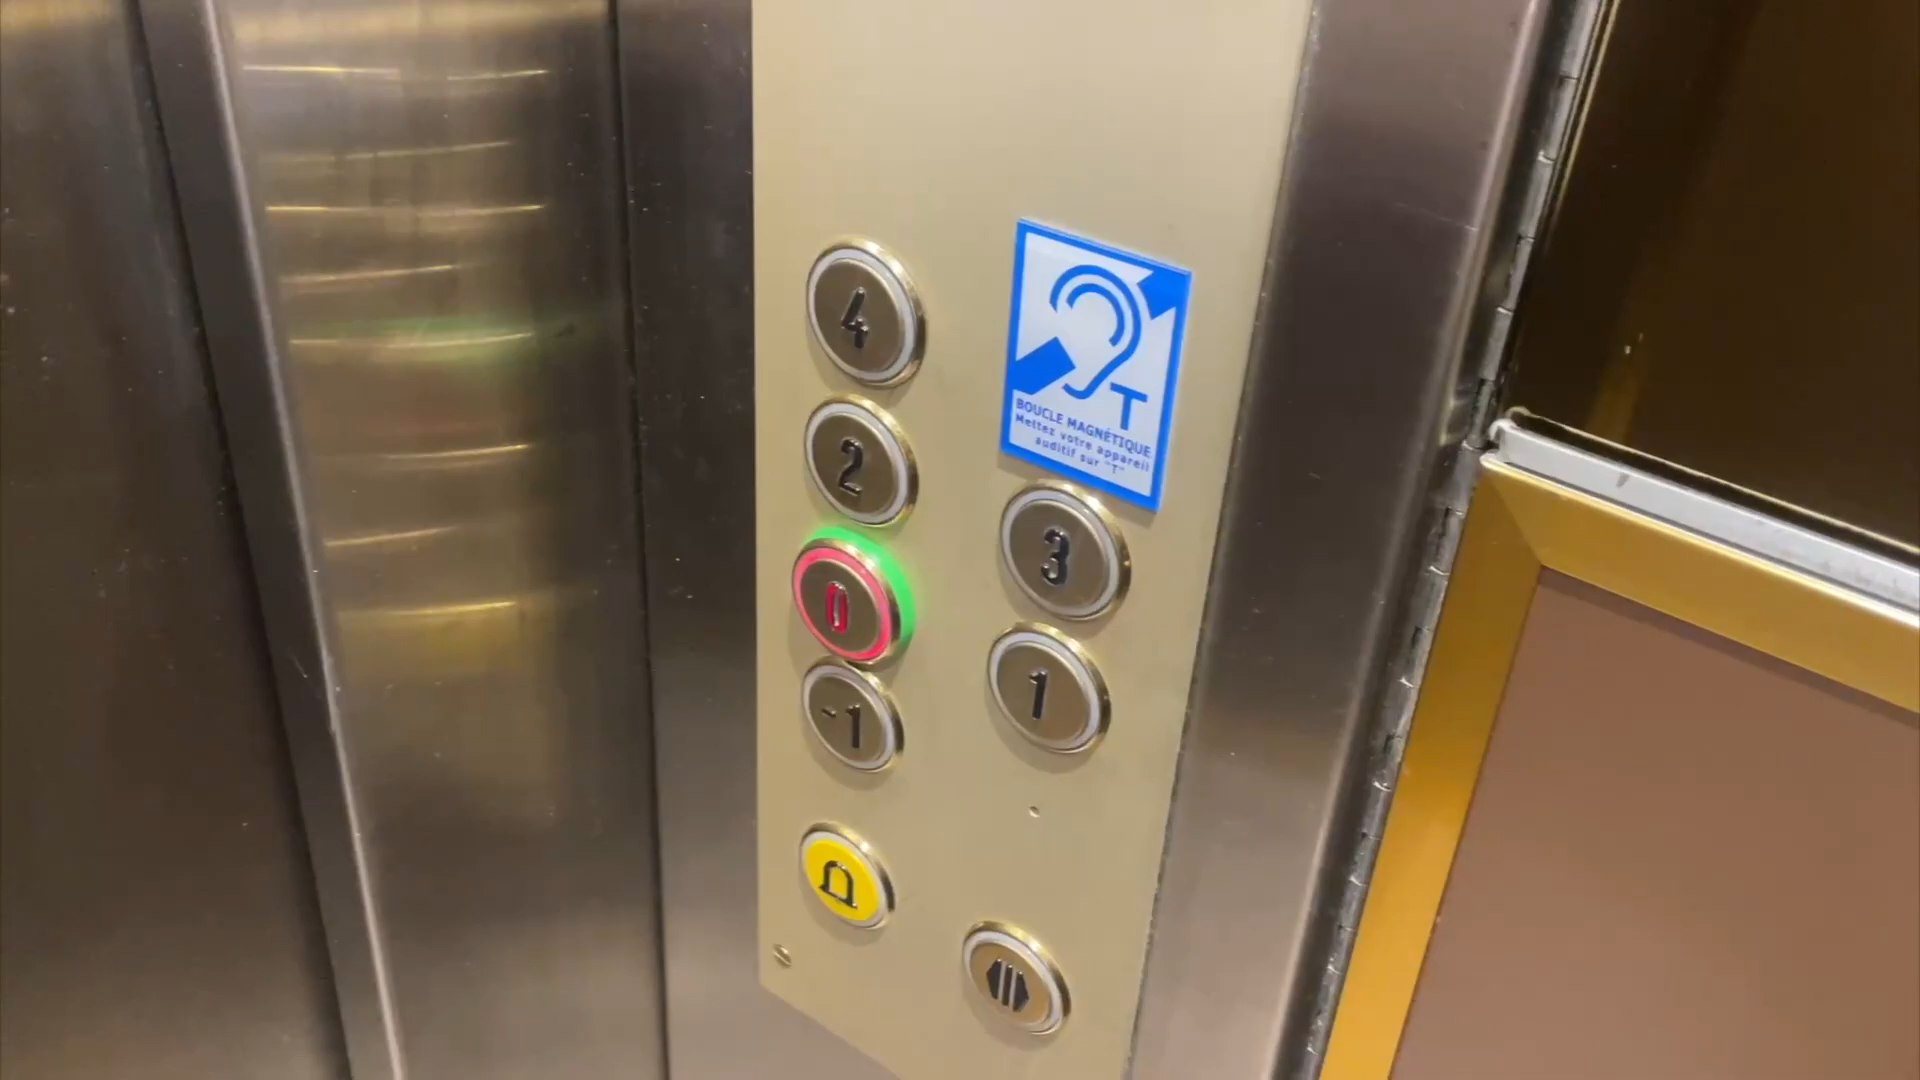 4
T
BOUCLE MAGNÉTIQUE
Mettez votre appareil
auditif sur "T"
2
3
0
1
-1